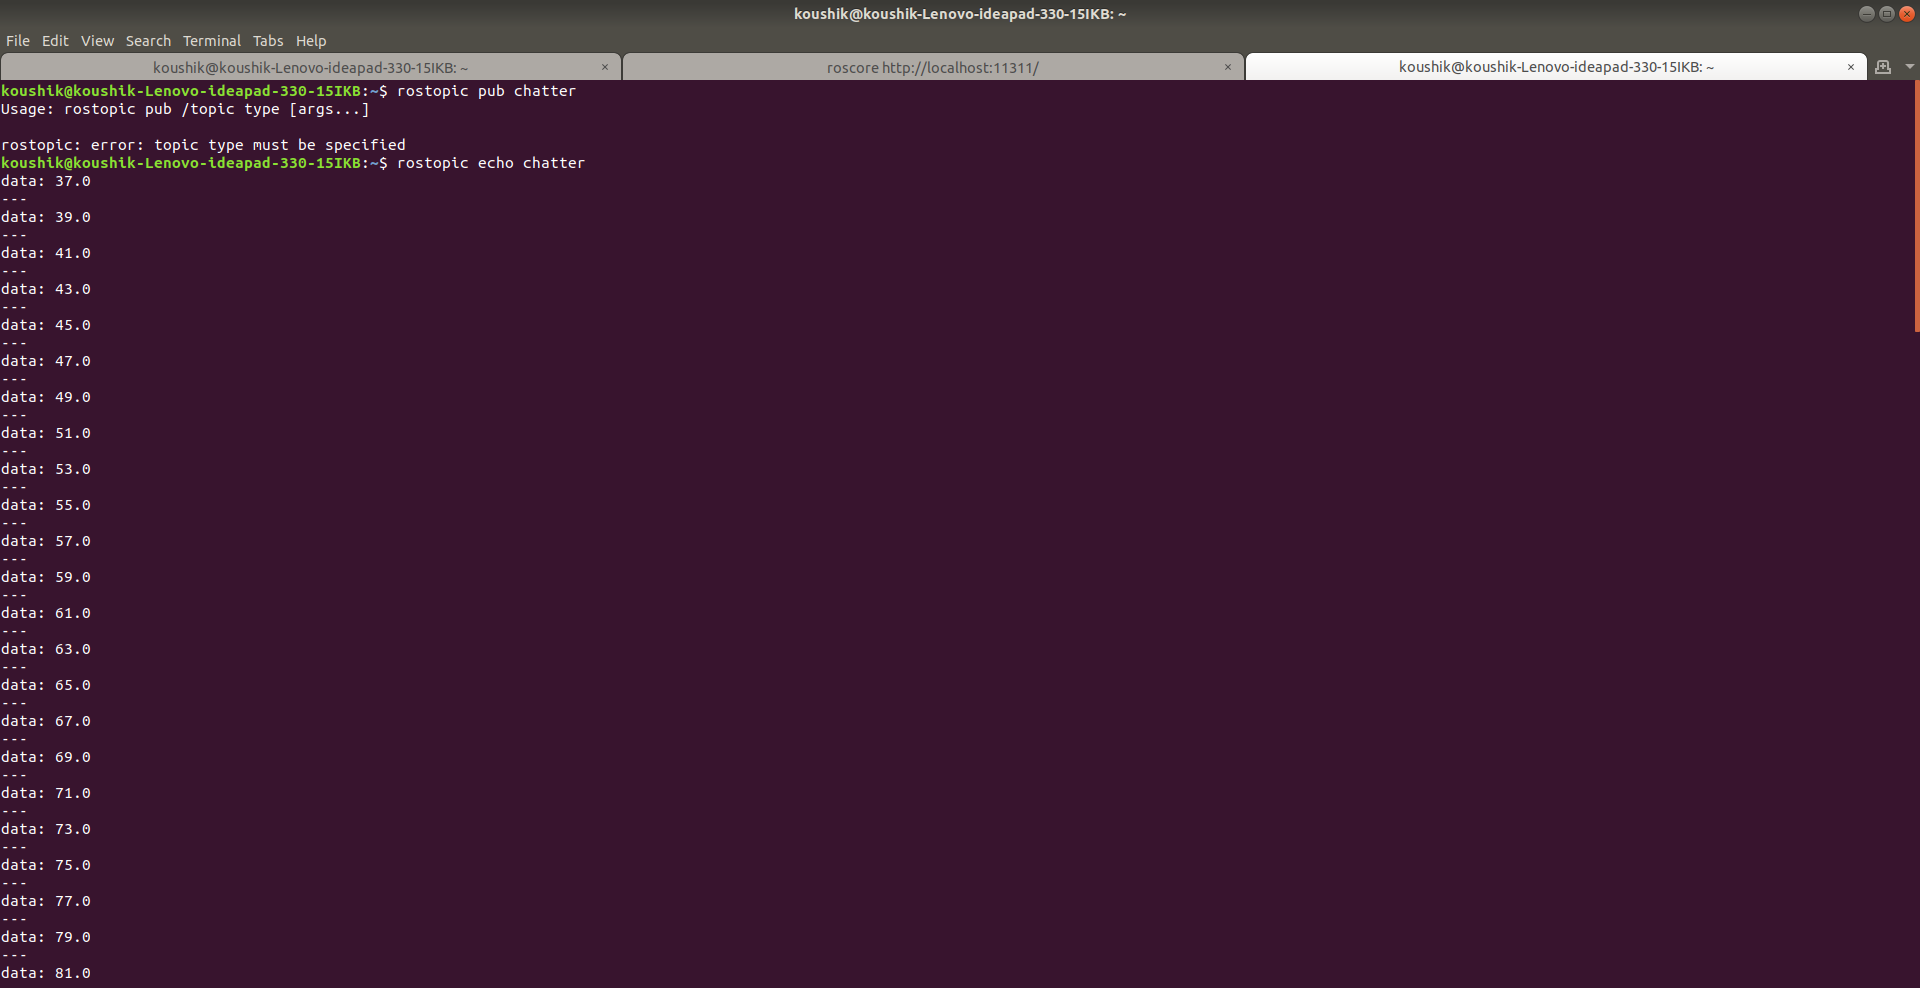 koushik@koushik-Lenovo-ideapad-330-15IKB: ~
File Edit View Search Terminal Tabs Help
koushik@koushik-Lenovo-ideapad-330-15IKB: ~ × roscore http://localhost:11311/ × koushik@koushik-Lenovo-ideapad-330-15IKB: ~ ×
koushik@koushik-Lenovo-ideapad-330-15IKB:~$ rostopic pub chatter
Usage: rostopic pub /topic type [args...]
rostopic: error: topic type must be specified
koushik@koushik-Lenovo-ideapad-330-15IKB:~$ rostopic echo chatter
data: 37.0
---
data: 39.0
---
data: 41.0
---
data: 43.0
---
data: 45.0
---
data: 47.0
---
data: 49.0
---
data: 51.0
---
data: 53.0
---
data: 55.0
---
data: 57.0
---
data: 59.0
---
data: 61.0
---
data: 63.0
---
data: 65.0
---
data: 67.0
---
data: 69.0
---
data: 71.0
---
data: 73.0
---
data: 75.0
---
data: 77.0
---
data: 79.0
---
data: 81.0